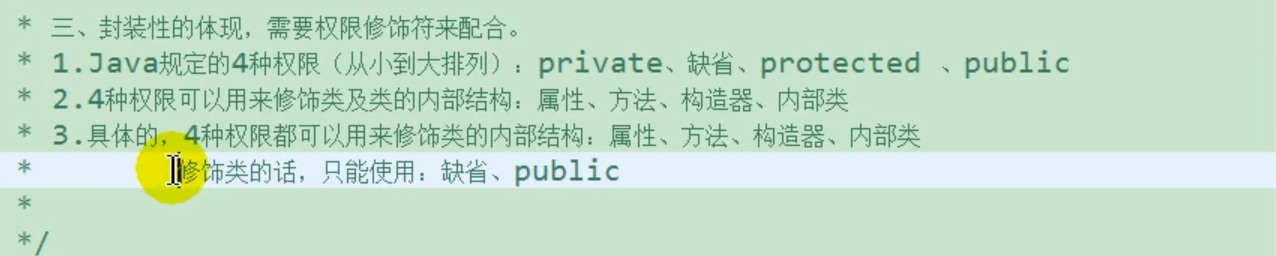 * 三、封装性的体现，需要权限修饰符来配合。
* 1.Java规定的4种权限（从小到大排列）：private、缺省、protected 、public
* 2.4种权限可以用来修饰类及类的内部结构：属性、方法、构造器、内部类
* 3.具体的，4种权限都可以用来修饰类的内部结构：属性、方法、构造器、内部类
* 修饰类的话，只能使用：缺省、public
*
*/